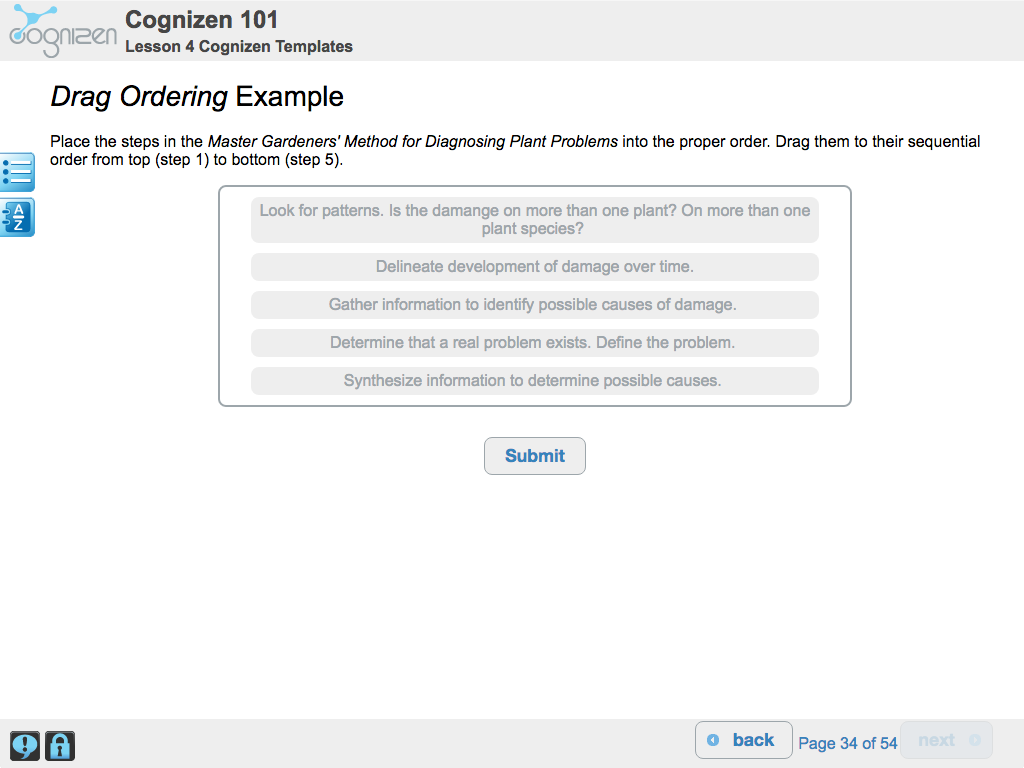 cognizen
Cognizen 101
Lesson 4 Cognizen Templates
Drag Ordering Example
Place the steps in the Master Gardeners' Method for Diagnosing Plant Problems into the proper order. Drag them to their sequential
order from top (step 1) to bottom (step 5).
A
Z
Look for patterns. Is the damange on more than one plant? On more than one
plant species?
Delineate development of damage over time.
Gather information to identify possible causes of damage.
Determine that a real problem exists. Define the problem.
Synthesize information to determine possible causes.
Submit
back
Page 34 of 54
next